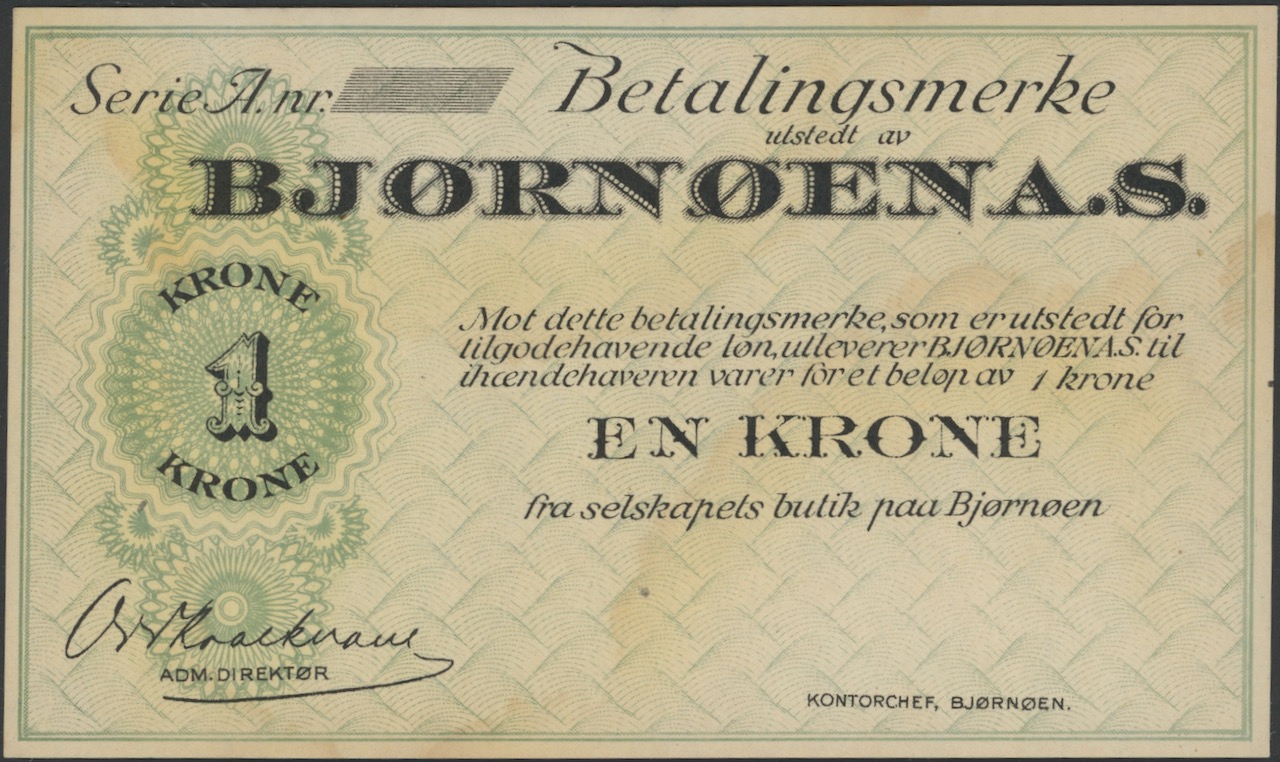 Serie A. nr.
Betalingsmerke
utstedt av
BJØRNØEN A.S.
KRONE
1
KRONE
Mot dette betalingsmerke, som er utstedt for
tilgodehavende løn, utleverer BJØRNØEN A.S. til
ihændehaveren varer for et beløp av 1 krone
EN KRONE
fra selskapets butik paa Bjørnøen
ADM. DIREKTØR
KONTORCHEF, BJØRNØEN.